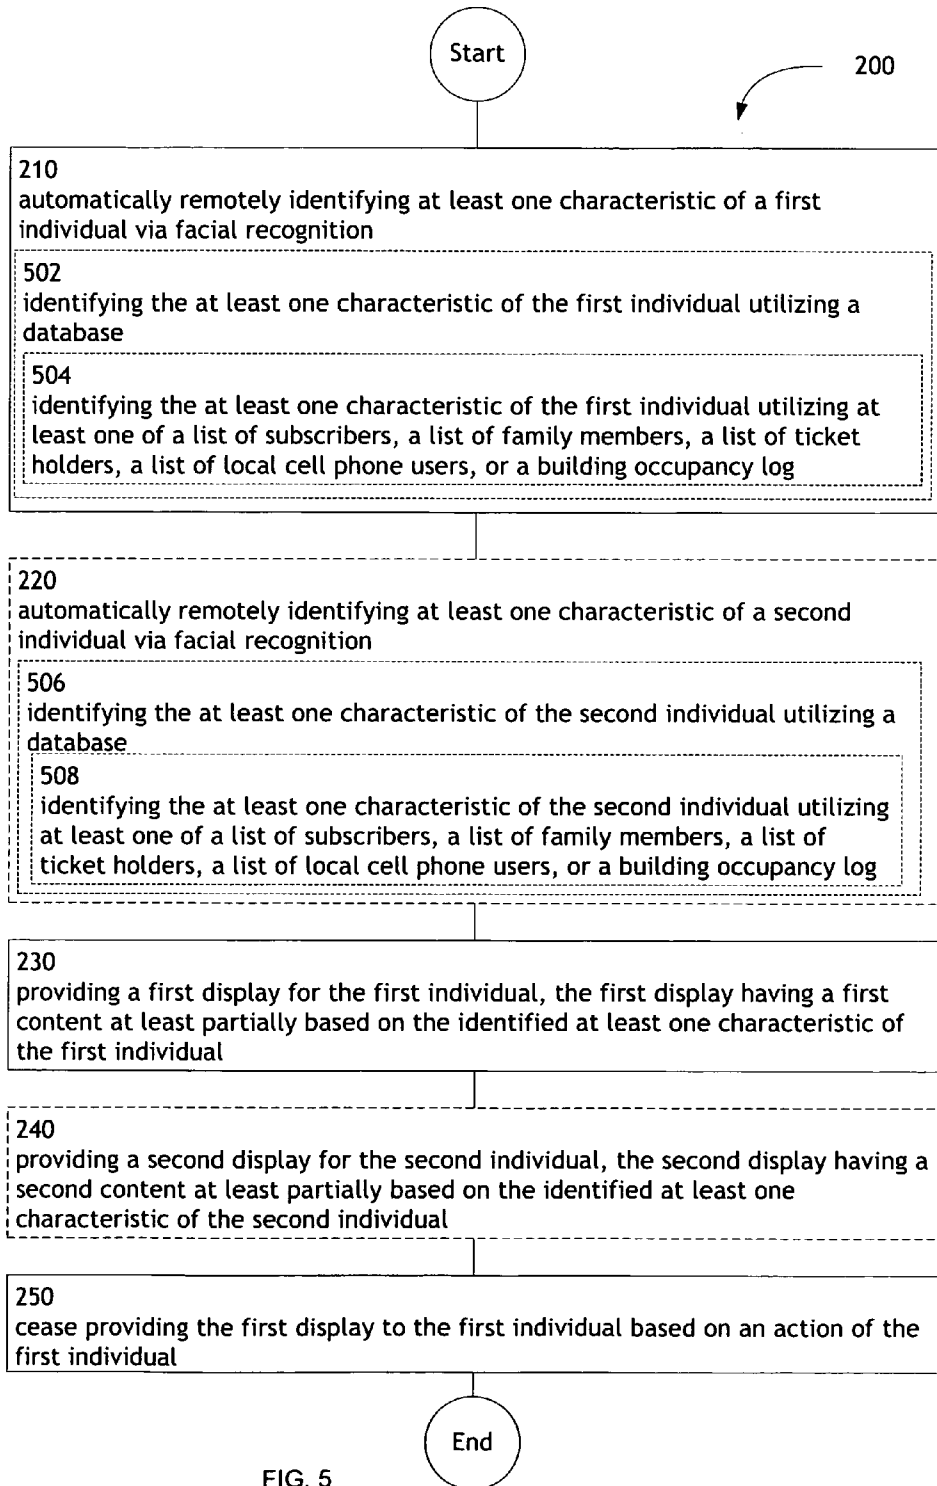 Start
200
210
automatically remotely identifying at least one characteristic of a first
individual via facial recognition
502
identifying the at least one characteristic of the first individual utilizing a
database
504
identifying the at least one characteristic of the first individual utilizing at
least one of a list of subscribers, a list of family members, a list of ticket
holders, a list of local cell phone users, or a building occupancy log
220
automatically remotely identifying at least one characteristic of a second
individual via facial recognition
506
identifying the at least one characteristic of the second individual utilizing a
database
508
identifying the at least one characteristic of the second individual utilizing
at least one of a list of subscribers, a list of family members, a list of
ticket holders, a list of local cell phone users, or a building occupancy log
230
providing a first display for the first individual, the first display having a first
content at least partially based on the identified at least one characteristic of
the first individual
240
providing a second display for the second individual, the second display having a
second content at least partially based on the identified at least one
characteristic of the second individual
250
cease providing the first display to the first individual based on an action of the
first individual
End
FIG. 5